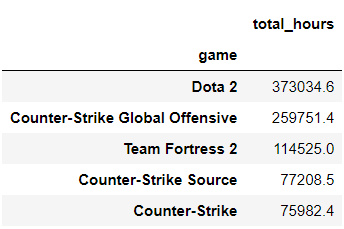 total_hours
game
Dota 2 373034.6
Counter-Strike Global Offensive 259751.4
Team Fortress 2 114525.0
Counter-Strike Source 77208.5
Counter-Strike 75982.4